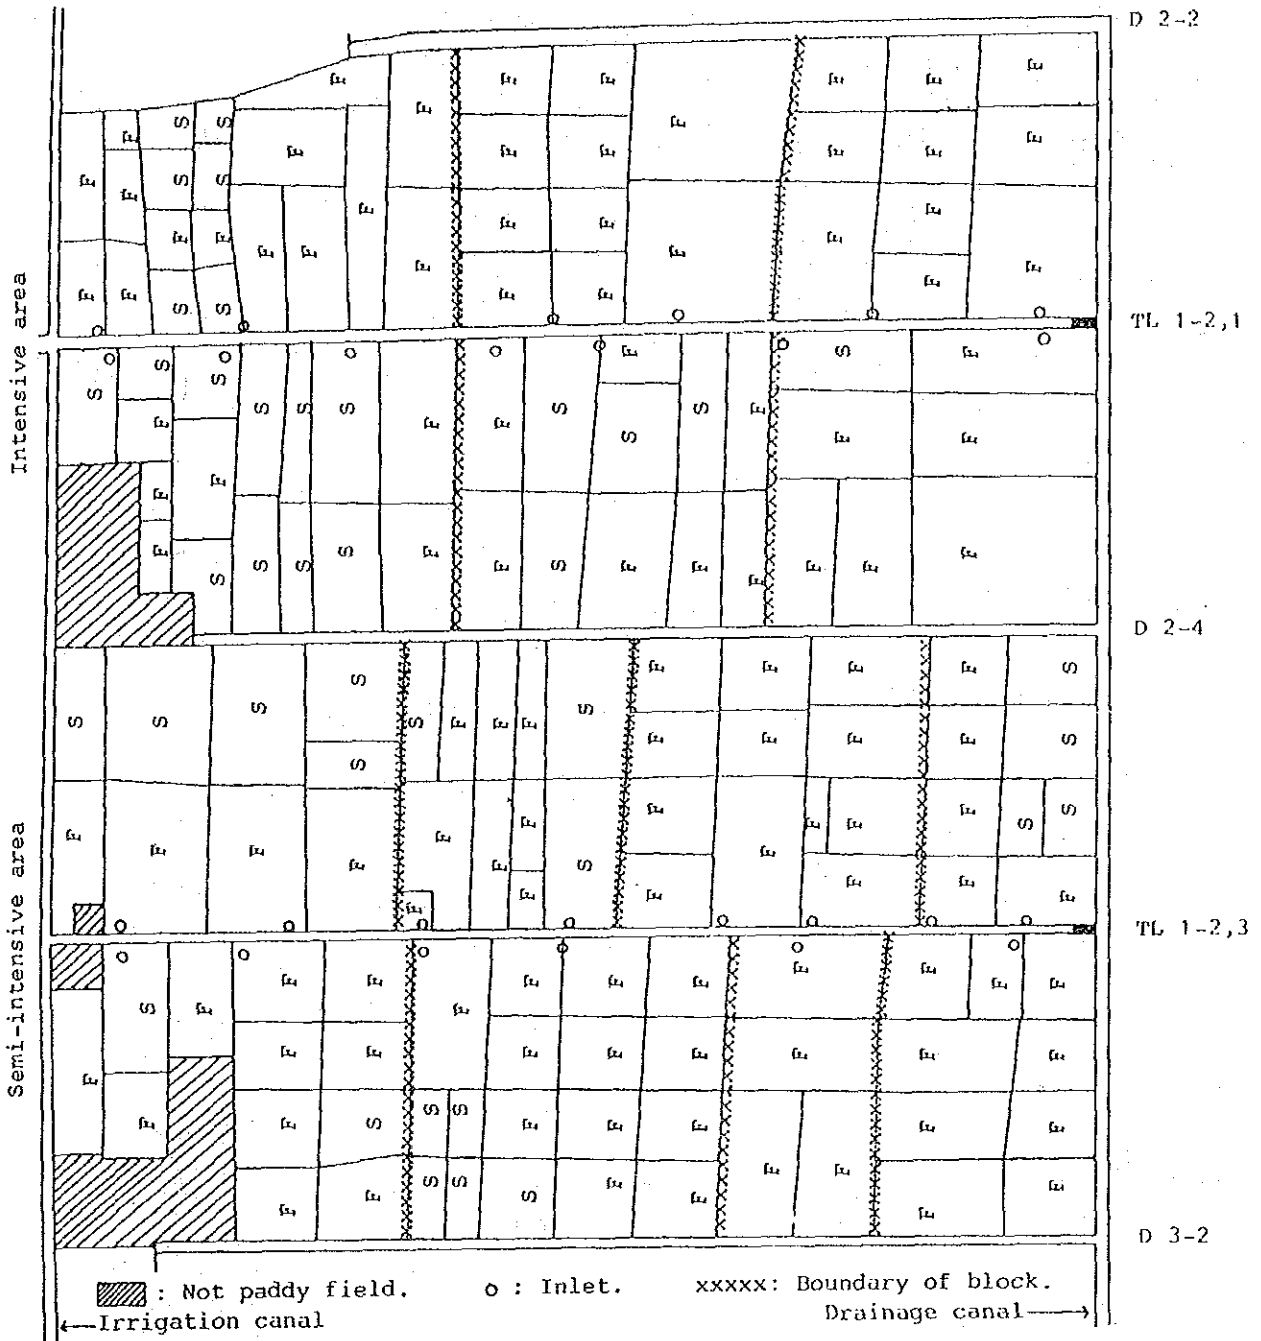 D 2-2
F F F F F F
F S S F F F F F F F
F S S F F F F F F
F F F F F F F F F F F F
F F S S F F F F F
Intensive area
TL 1-2,1
S S S S S S F F S F S S F F S F
F F F F
F S S S S F F S F F F F F F
D 2-4
S S S S S F F F S F F F F S
S F F F F S
F F F F F F F S F F F F F S S
F F F S F F F F
Semi-intensive area
TL 1-2,3
S F F F F F F F F F F F
F F F F F F F F F
F F F S S S F F F F F
F F S S S F F F F F F
D 3-2
: Not paddy field. o : Inlet. xxxxx: Boundary of block.
Irrigation canal Drainage canal